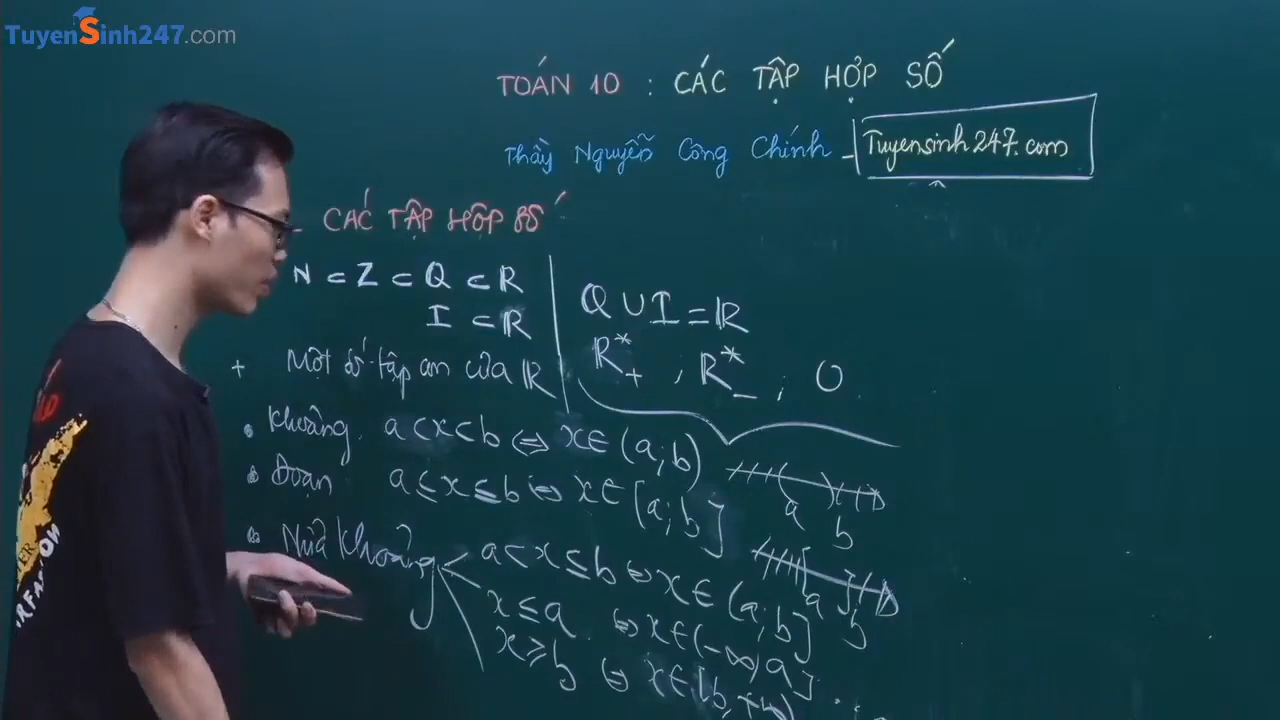 TuyenSinh247.com
TOÁN 10 : CÁC TẬP HỢP SỐ
Thầy Nguyễn Công Chính - Tuyensinh247.com
CÁC TẬP HỢP SỐ
N ⊂ Z ⊂ Q ⊂ R
I ⊂ R
Q ∪ I = R
R*+ ; R*- ; 0
+ Một số tập con của R
• Khoảng a<x<b ⇔ x∈(a;b)
a b
• Đoạn a≤x≤b ⇔ x∈[a;b]
a b
• Nửa khoảng a<x≤b ⇔ x∈(a;b]
x≤a ⇔ x∈(-∞;a]
x≥b ⇔ x∈[b,+∞)